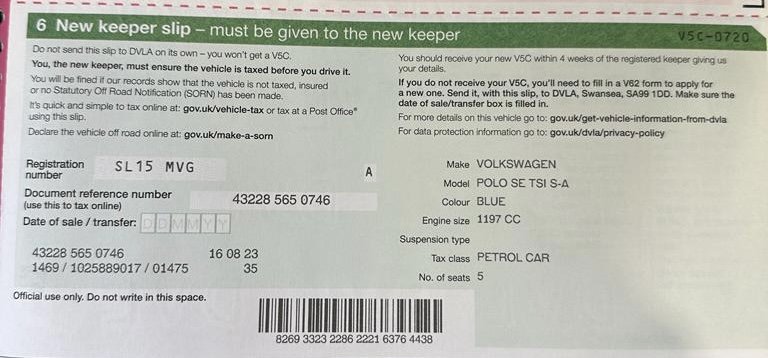 6 New keeper slip – must be given to the new keeper
V5C-0720
Do not send this slip to DVLA on its own – you won't get a V5C.
You, the new keeper, must ensure the vehicle is taxed before you drive it.
You will be fined if our records show that the vehicle is not taxed, insured
or no Statutory Off Road Notification (SORN) has been made.
It's quick and simple to tax online at: gov.uk/vehicle-tax or tax at a Post Office®
using this slip.
Declare the vehicle off road online at: gov.uk/make-a-sorn
You should receive your new V5C within 4 weeks of the registered keeper giving us
your details.
If you do not receive your V5C, you'll need to fill in a V62 form to apply for
a new one. Send it, with this slip, to DVLA, Swansea, SA99 1DD. Make sure the
date of sale/transfer box is filled in.
For more details on this vehicle go to: gov.uk/get-vehicle-information-from-dvla
For data protection information go to: gov.uk/dvla/privacy-policy
Registration
number
SL15 MVG
A
Document reference number
(use this to tax online)
43228 565 0746
Date of sale / transfer: D D M M Y Y
43228 565 0746 16 08 23
1469 / 1025889017 / 01475 35
Make VOLKSWAGEN
Model POLO SE TSI S-A
Colour BLUE
Engine size 1197 CC
Suspension type
Tax class PETROL CAR
No. of seats 5
Official use only. Do not write in this space.
8269 3323 2286 2221 6376 4438